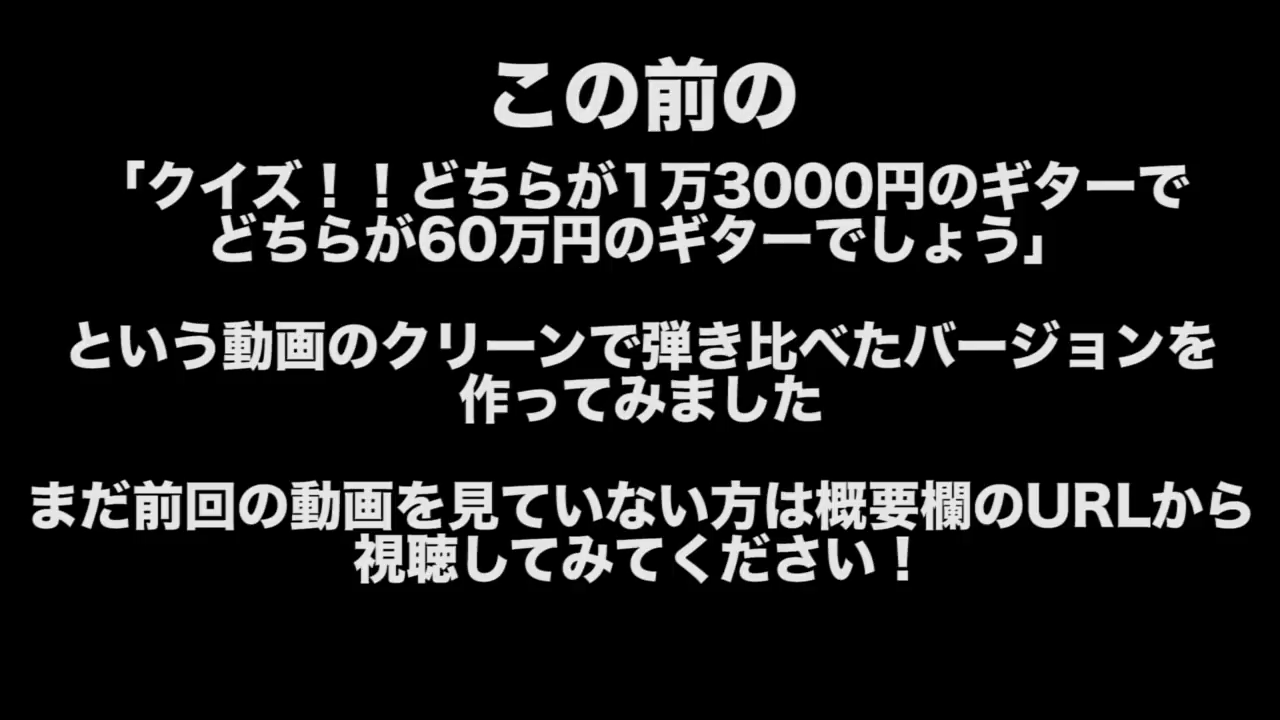 この前の
「クイズ！！どちらが1万3000円のギターで
どちらが60万円のギターでしょう」
という動画のクリーンで弾き比べたバージョンを
作ってみました
まだ前回の動画を見ていない方は概要欄のURLから
視聴してみてください！